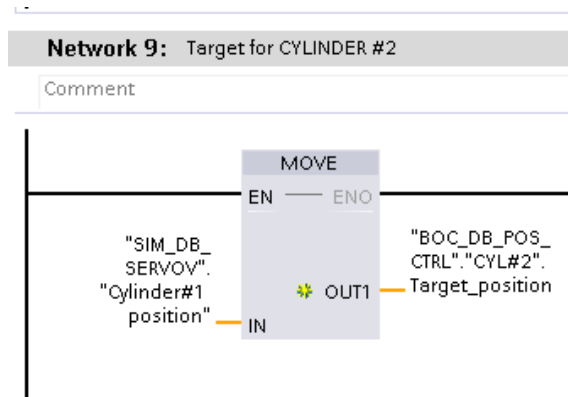 Network 9: Target for CYLINDER #2
Comment
MOVE
EN ENO
"SIM_DB_
SERVOV".
"Cylinder#1
position"
IN
OUT1
"BOC_DB_POS_
CTRL"."CYL#2".
Target_position